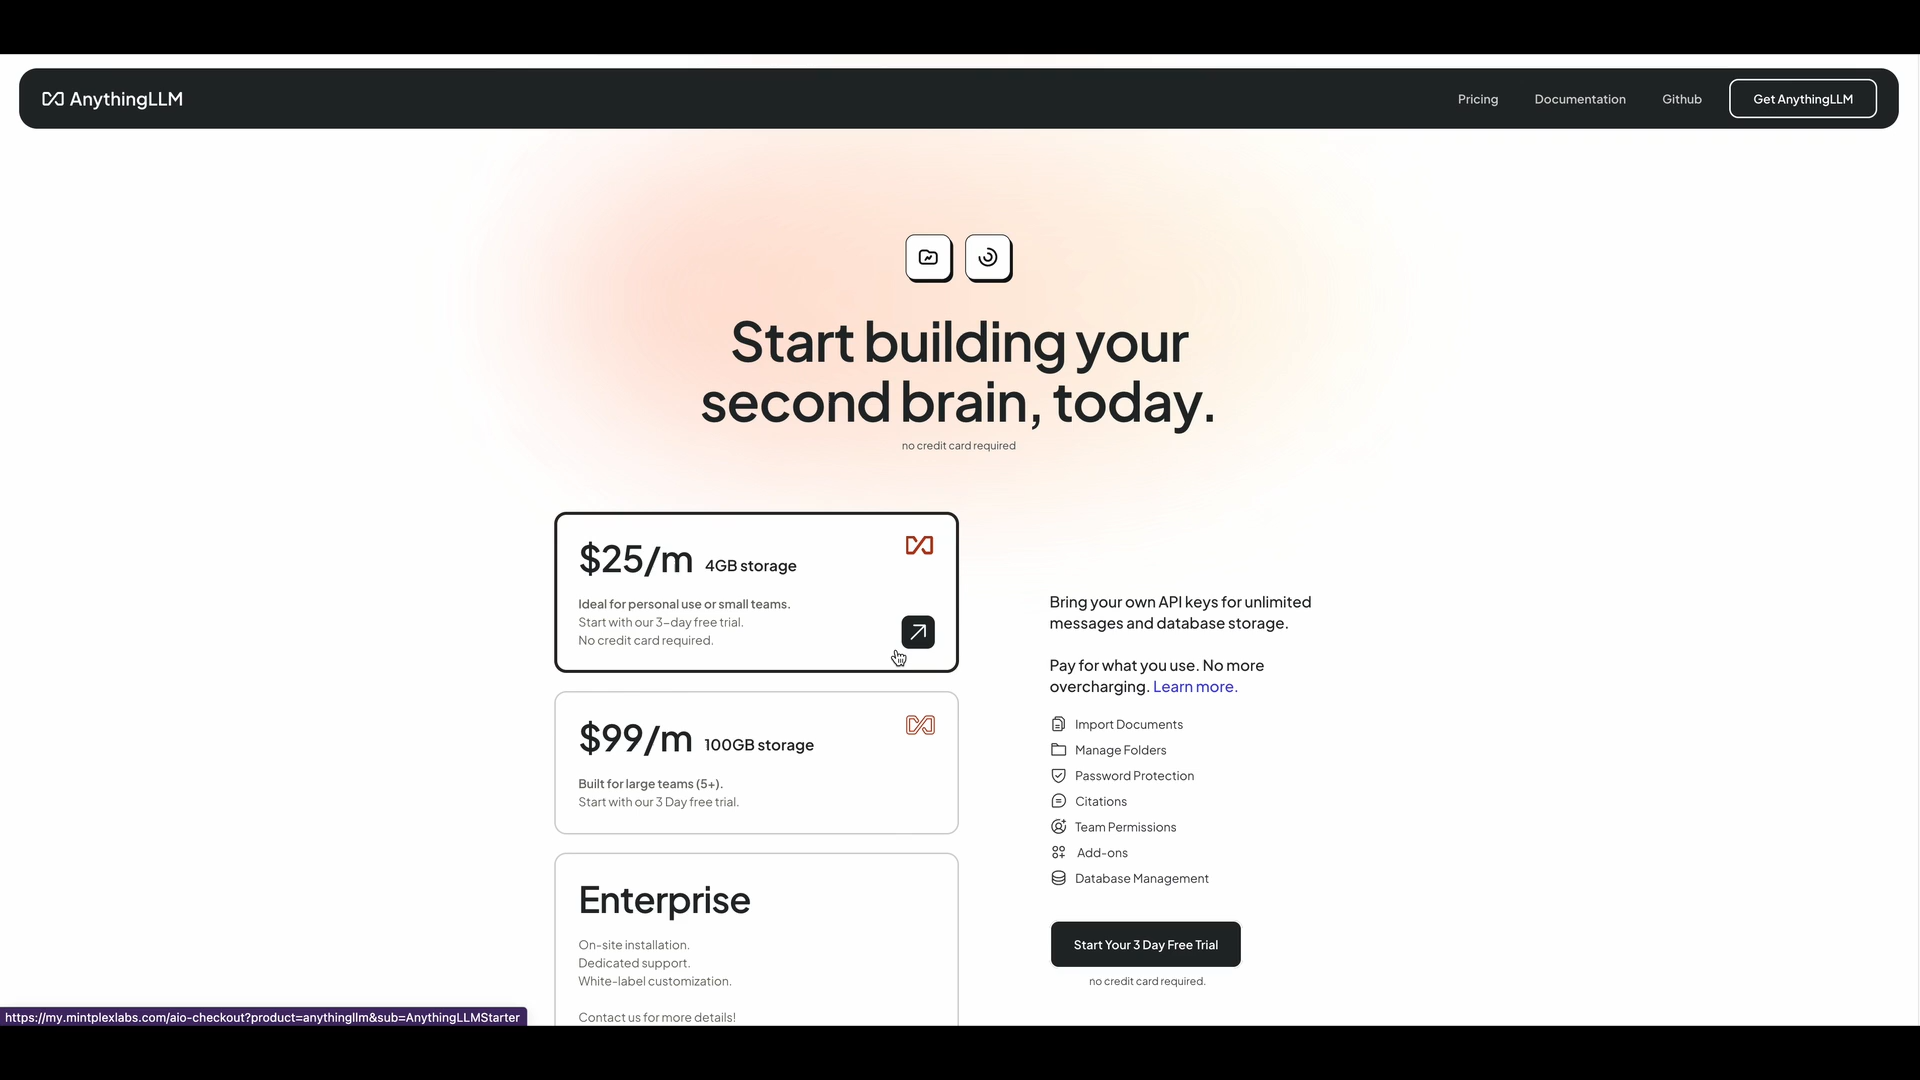 AnythingLLM
Pricing
Documentation
Github
Get AnythingLLM
Start building your
second brain, today.
no credit card required
$25/m 4GB storage
Ideal for personal use or small teams.
Start with our 3-day free trial.
No credit card required.
$99/m 100GB storage
Built for large teams (5+).
Start with our 3 Day free trial.
Enterprise
On-site installation.
Dedicated support.
White-label customization.
Contact us for more details!
Bring your own API keys for unlimited
messages and database storage.
Pay for what you use. No more
overcharging. Learn more.
Import Documents
Manage Folders
Password Protection
Citations
Team Permissions
Add-ons
Database Management
Start Your 3 Day Free Trial
no credit card required.
https://my.mintplexlabs.com/aio-checkout?product=anythingllm&sub=AnythingLLMStarter